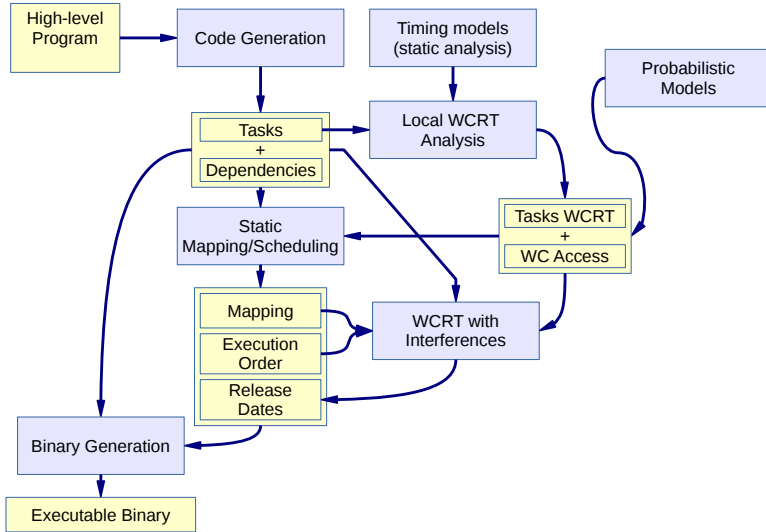 High-level
Program
Code Generation
Timing models
(static analysis)
Probabilistic
Models
Tasks
+
Dependencies
Local WCRT
Analysis
Static
Mapping/Scheduling
Tasks WCRT
+
WC Access
Mapping
Execution
Order
Release
Dates
WCRT with
Interferences
Binary Generation
Executable Binary